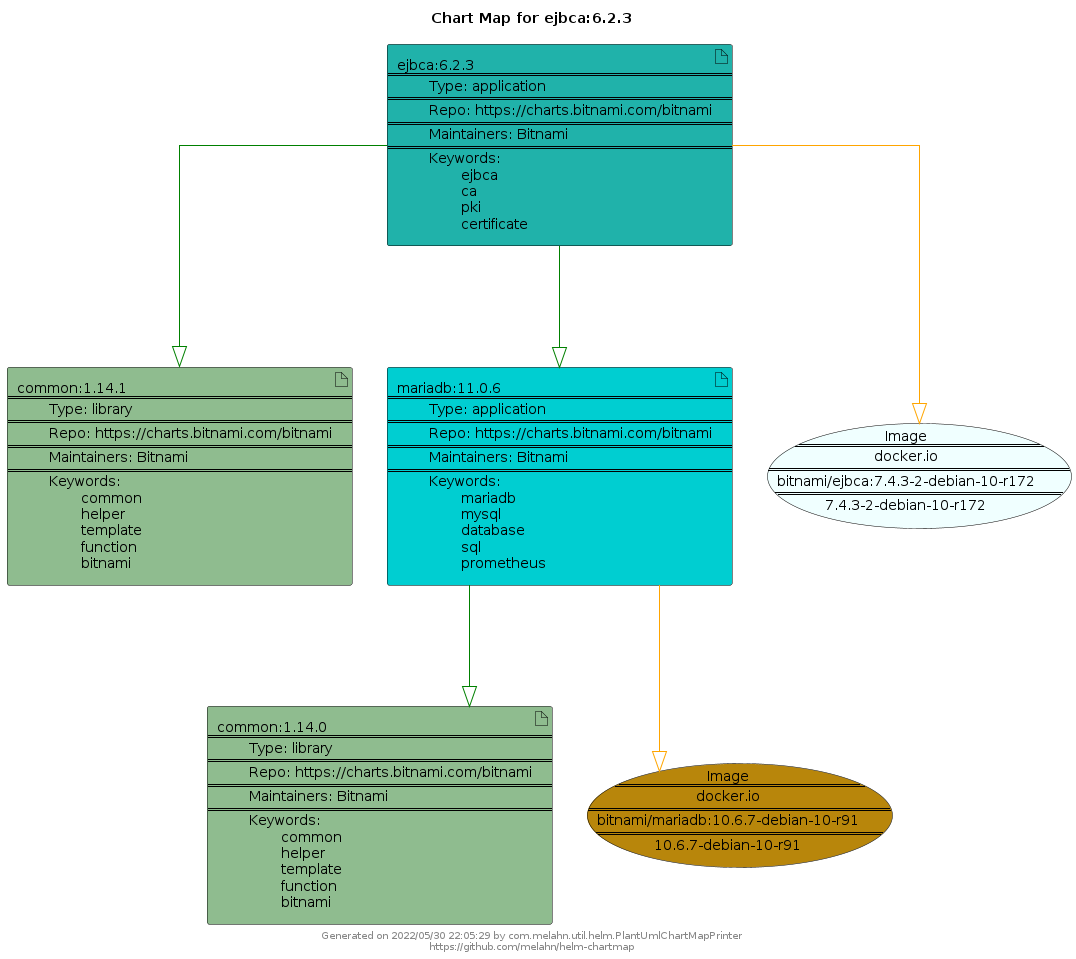 Chart Map for ejbca:6.2.3
ejbca:6.2.3
Type: application
Repo: https://charts.bitnami.com/bitnami
Maintainers: Bitnami
Keywords:
ejbca
ca
pki
certificate
common:1.14.1
Type: library
Repo: https://charts.bitnami.com/bitnami
Maintainers: Bitnami
Keywords:
common
helper
template
function
bitnami
mariadb:11.0.6
Type: application
Repo: https://charts.bitnami.com/bitnami
Maintainers: Bitnami
Keywords:
mariadb
mysql
database
sql
prometheus
Image
docker.io
bitnami/ejbca:7.4.3-2-debian-10-r172
7.4.3-2-debian-10-r172
common:1.14.0
Type: library
Repo: https://charts.bitnami.com/bitnami
Maintainers: Bitnami
Keywords:
common
helper
template
function
bitnami
Image
docker.io
bitnami/mariadb:10.6.7-debian-10-r91
10.6.7-debian-10-r91
Generated on 2022/05/30 22:05:29 by com.melahn.util.helm.PlantUmlChartMapPrinter
https://github.com/melahn/helm-chartmap